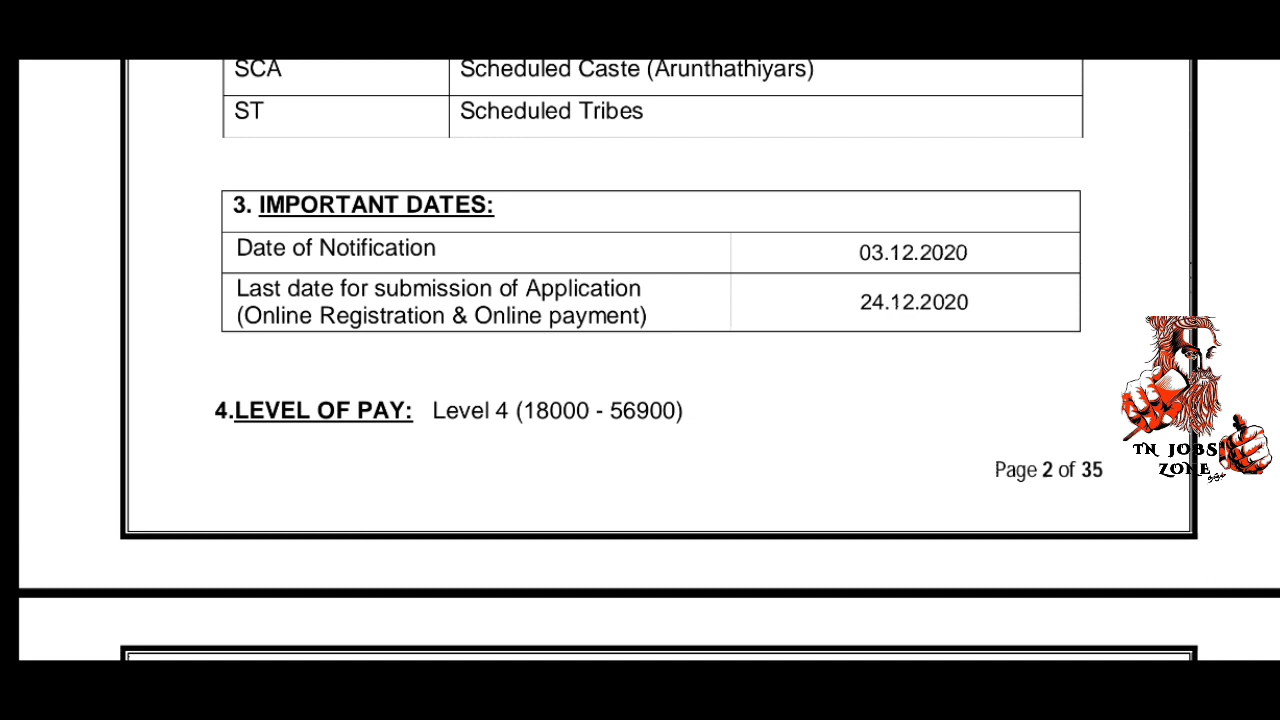 SCA Scheduled Caste (Arunthathiyars)
ST Scheduled Tribes
3. IMPORTANT DATES:
Date of Notification 03.12.2020
Last date for submission of Application
(Online Registration & Online payment) 24.12.2020
4.LEVEL OF PAY: Level 4 (18000 - 56900)
Page 2 of 35
TN JOBS
ZONE